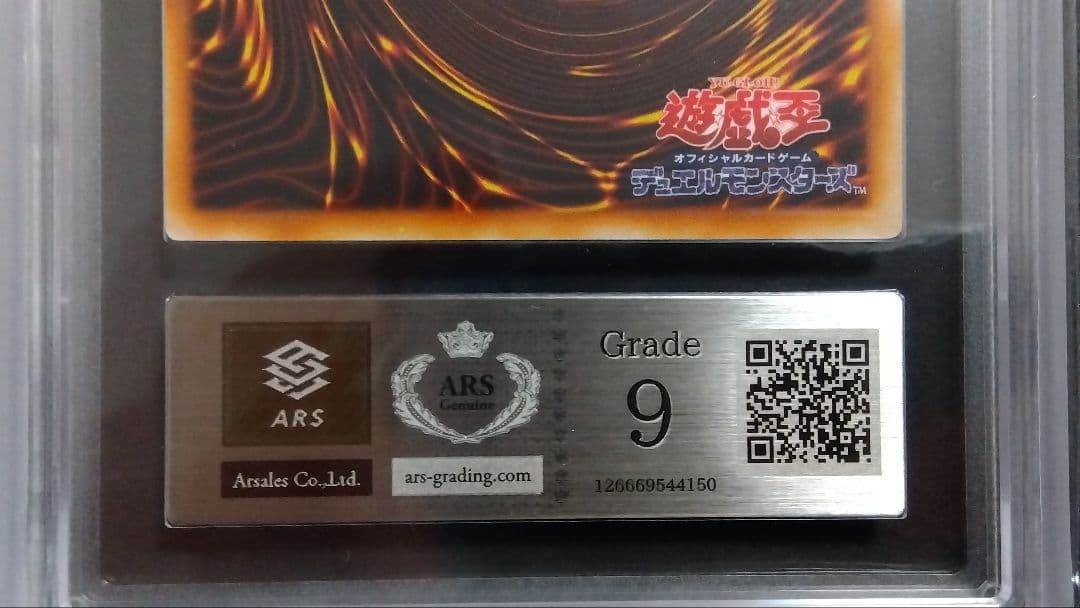 YU-GI-OH!
遊戯王
オフィシャルカードゲーム
デュエルモンスターズ™
ARS
Arsales Co.,Ltd.
ARS
Genuine
ars-grading.com
Grade
9
126669544150